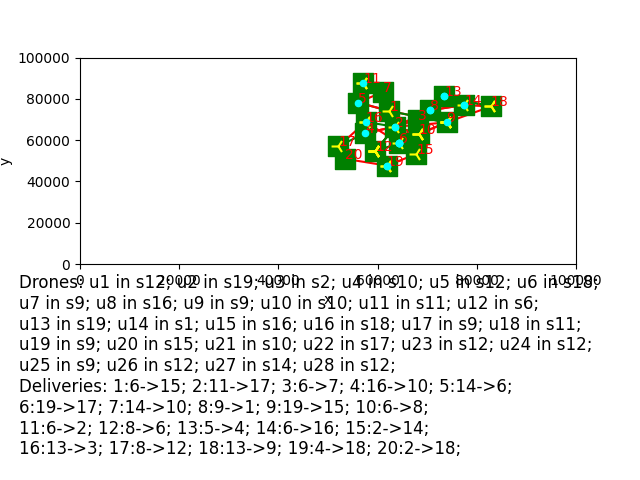 100000
80000
60000
40000
20000
0
y
0 20000 40000 60000 80000 100000
x
Drones: u1 in s12; u2 in s19; u3 in s2; u4 in s10; u5 in s12; u6 in s18;
u7 in s9; u8 in s16; u9 in s9; u10 in s10; u11 in s11; u12 in s6;
u13 in s19; u14 in s1; u15 in s16; u16 in s18; u17 in s9; u18 in s11;
u19 in s9; u20 in s15; u21 in s10; u22 in s17; u23 in s12; u24 in s12;
u25 in s9; u26 in s12; u27 in s14; u28 in s12;
Deliveries: 1:6->15; 2:11->17; 3:6->7; 4:16->10; 5:14->6;
6:19->17; 7:14->10; 8:9->1; 9:19->15; 10:6->8;
11:6->2; 12:8->6; 13:5->4; 14:6->16; 15:2->14;
16:13->3; 17:8->12; 18:13->9; 19:4->18; 20:2->18;